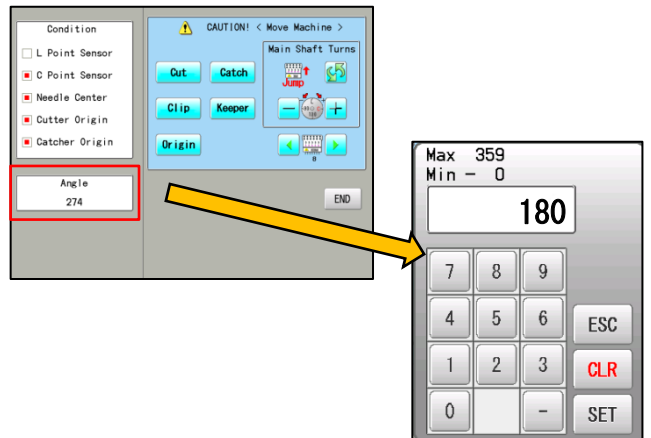 Condition
L Point Sensor
C Point Sensor
Needle Center
Cutter Origin
Catcher Origin
Angle
274
CAUTION! < Move Machine >
Main Shaft Turns
Cut
Catch
Jump
Clip
Keeper
Origin
0
END
Max 359
Min - 0
180
7 8 9
4 5 6 ESC
1 2 3 CLR
0 - SET